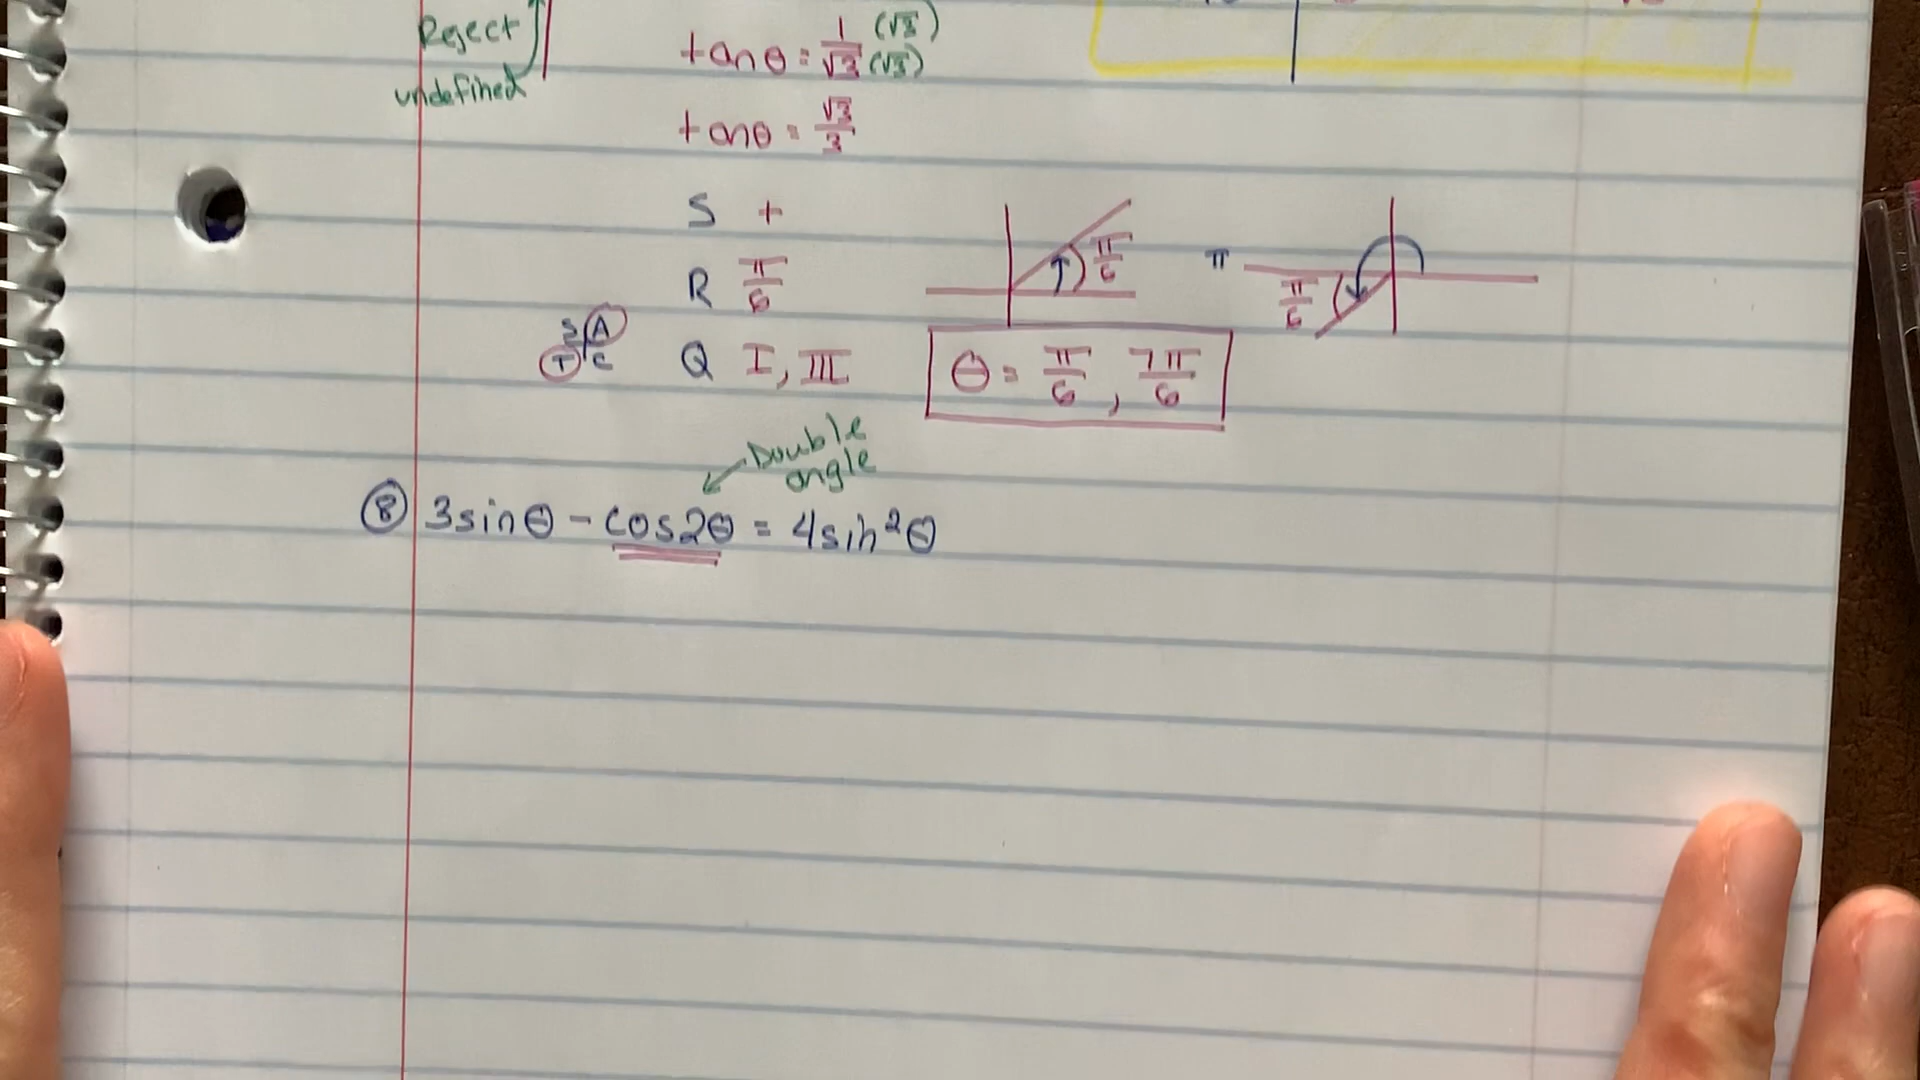 Reject
undefined
tanθ = 1/√3 (√3)/(√3)
tanθ = √3/3
S +
R π/6
S A
T C
Q I, III
π/6
π
π/6
θ = π/6, 7π/6
Double
angle
⑧ 3sinθ - cos2θ = 4sin²θ